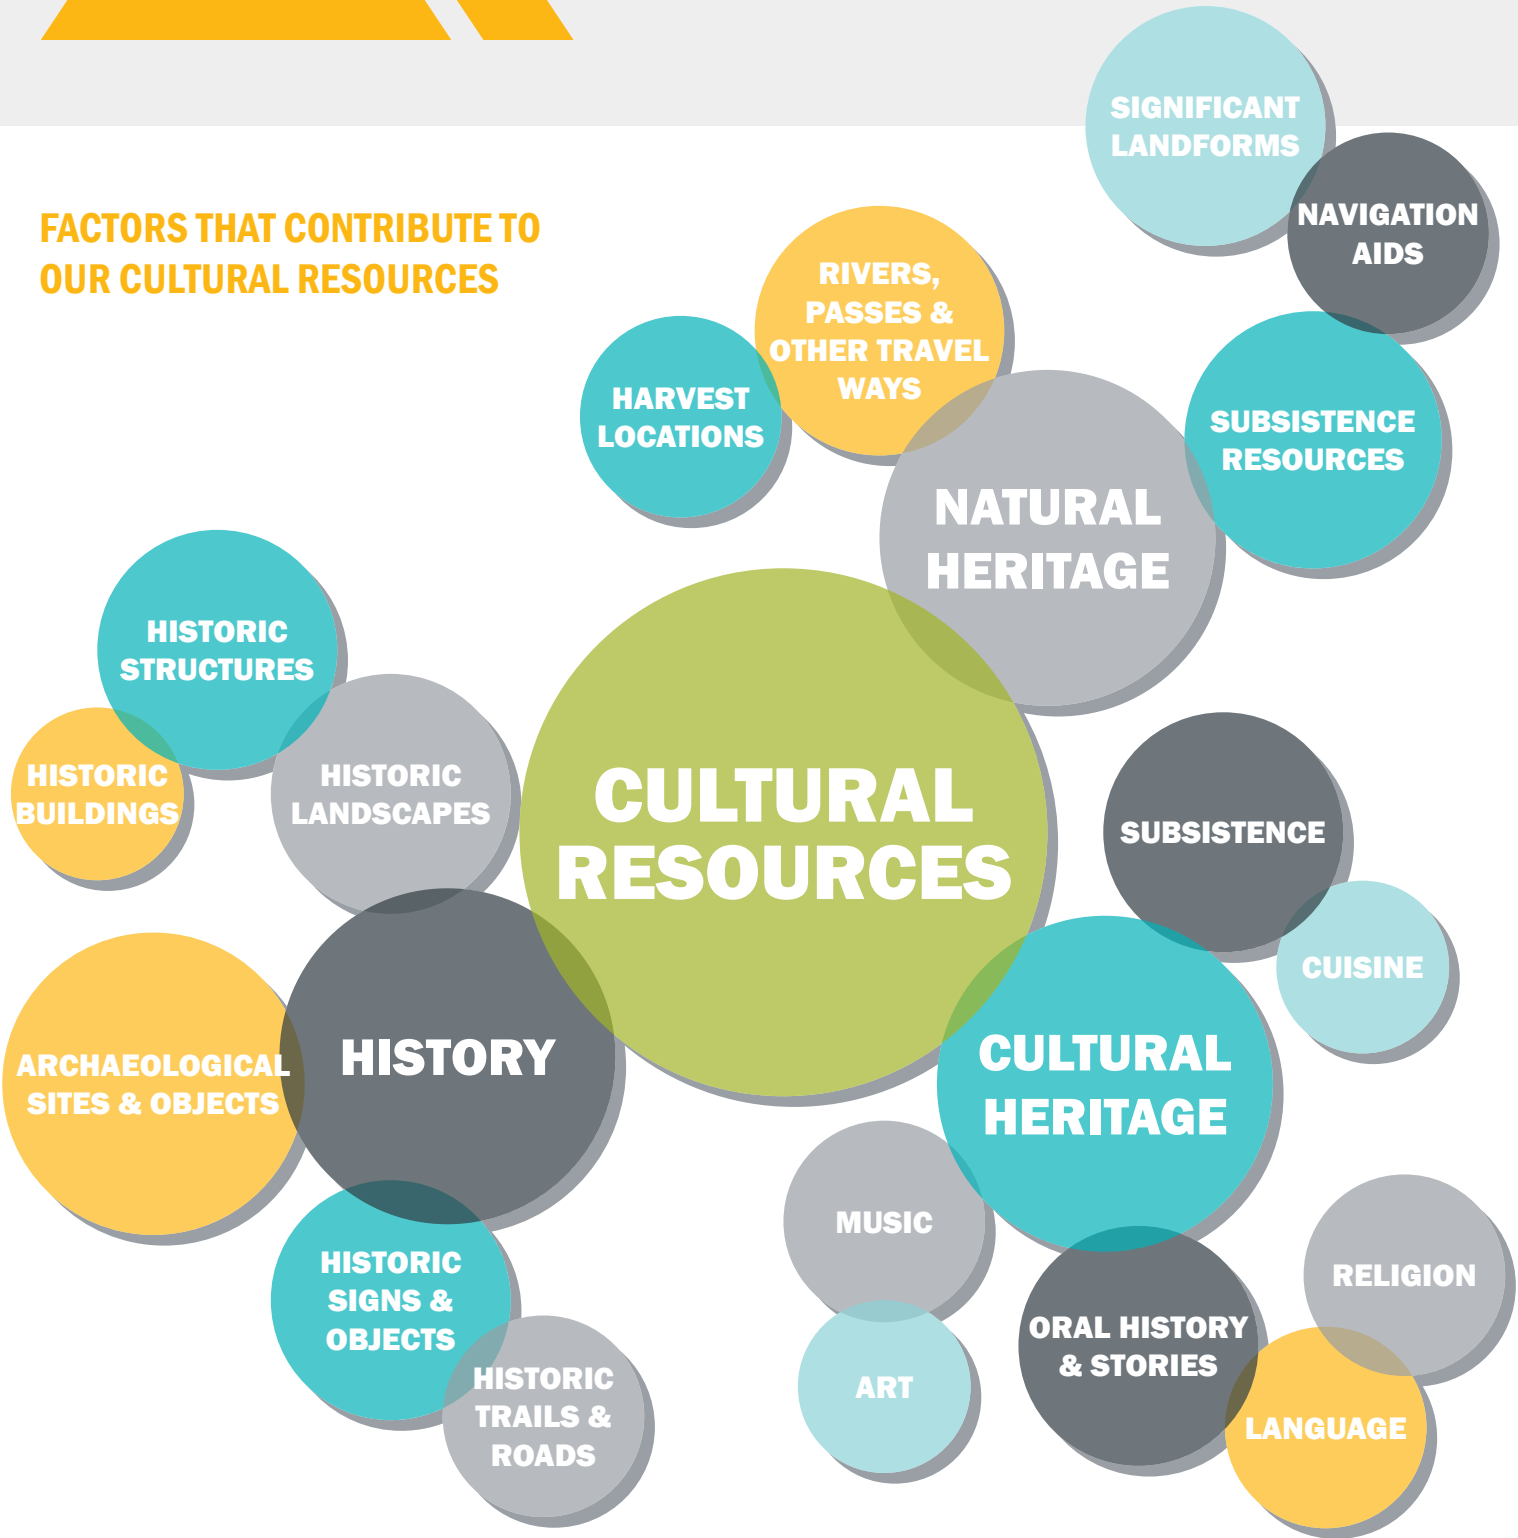 FACTORS THAT CONTRIBUTE TO
OUR CULTURAL RESOURCES
SIGNIFICANT
LANDFORMS
NAVIGATION
AIDS
RIVERS,
PASSES &
OTHER TRAVEL
WAYS
HARVEST
LOCATIONS
SUBSISTENCE
RESOURCES
NATURAL
HERITAGE
HISTORIC
STRUCTURES
HISTORIC
BUILDINGS
HISTORIC
LANDSCAPES
CULTURAL
RESOURCES
SUBSISTENCE
CUISINE
ARCHAEOLOGICAL
SITES & OBJECTS
HISTORY
CULTURAL
HERITAGE
MUSIC
ART
ORAL HISTORY
& STORIES
RELIGION
LANGUAGE
HISTORIC
SIGNS &
OBJECTS
HISTORIC
TRAILS &
ROADS